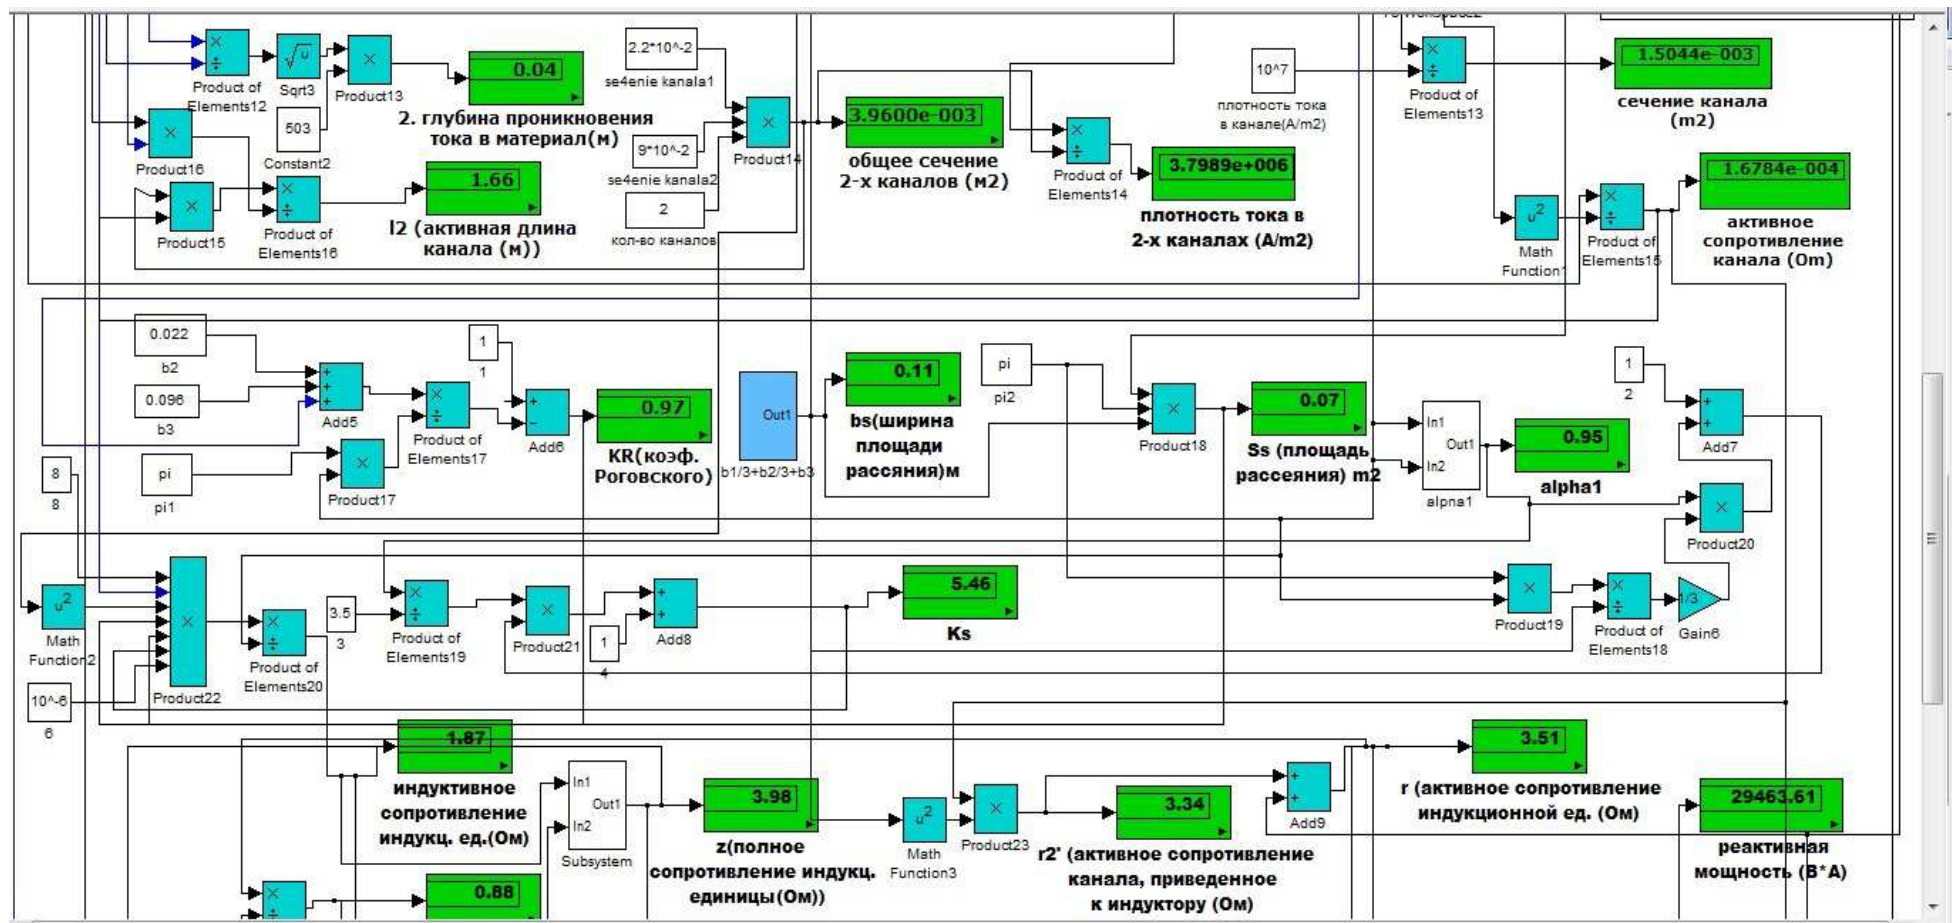 ×
÷
Product of
Elements12
√u
Sqrt3
×
Product13
0.04
2. глубина проникновения
тока в материал(м)
503
Constant2
×
Product16
×
Product15
×
÷
Product of
Elements16
1.66
l2 (активная длина
канала (м))
2.2*10^-2
se4enie kanala1
9*10^-2
se4enie kanala2
2
кол-во каналов
×
Product14
3.9600e-003
общее сечение
2-х каналов (м2)
×
÷
Product of
Elements14
3.7989e+006
плотность тока в
2-х каналах (A/m2)
10^7
плотность тока
в канале(A/m2)
×
÷
Product of
Elements13
1.5044e-003
сечение канала
(m2)
u²
Math
Function1
×
÷
Product of
Elements15
1.6784e-004
активное
сопротивление
канала (Om)
0.022
b2
0.096
b3
pi
pi1
+
+
+
Add5
×
Product17
×
÷
Product of
Elements17
1
1
+
−
Add6
0.97
KR(коэф.
Роговского)
Out1
b1/3+b2/3+b3
0.11
bs(ширина
площади
рассяния)м
pi
pi2
×
Product18
0.07
Ss (площадь
рассеяния) m2
In1
In2
Out1
alpna1
0.95
alpha1
1
2
+
+
Add7
×
Product20
8
8
u²
Math
Function2
10^-6
6
×
Product22
×
÷
Product of
Elements20
3.5
3
×
÷
Product of
Elements19
×
Product21
1
4
+
+
Add8
5.46
Ks
×
Product19
×
÷
Product of
Elements18
1/3
Gain6
1.87
индуктивное
сопротивление
индукц. ед.(Ом)
In1
In2
Out1
Subsystem
3.98
z(полное
сопротивление индукц.
единицы(Ом))
u²
Math
Function3
×
Product23
3.34
r2' (активное сопротивление
канала, приведенное
к индуктору (Ом)
+
+
Add9
3.51
r (активное сопротивление
индукционной ед. (Ом)
29463.61
реактивная
мощность (В*А)
×
÷
0.88